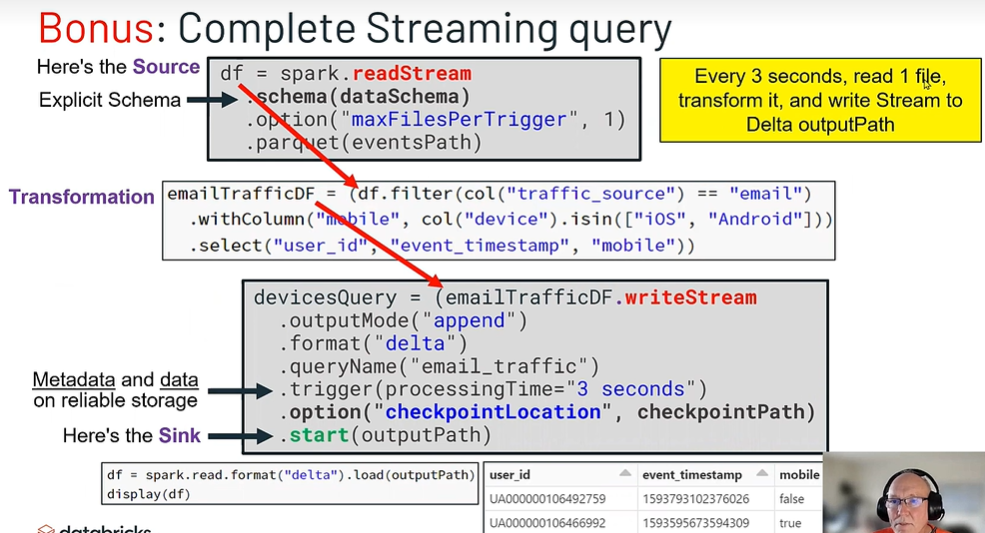 Bonus: Complete Streaming query
Here's the Source
Explicit Schema
df = spark.readStream
.schema(dataSchema)
.option("maxFilesPerTrigger", 1)
.parquet(eventsPath)
Every 3 seconds, read 1 file,
transform it, and write Stream to
Delta outputPath
Transformation
emailTrafficDF = (df.filter(col("traffic_source") == "email")
.withColumn("mobile", col("device").isin(["iOS", "Android"]))
.select("user_id", "event_timestamp", "mobile"))
devicesQuery = (emailTrafficDF.writeStream
.outputMode("append")
.format("delta")
.queryName("email_traffic")
Metadata and data
on reliable storage
.trigger(processingTime="3 seconds")
.option("checkpointLocation", checkpointPath)
Here's the Sink
.start(outputPath)
df = spark.read.format("delta").load(outputPath)
display(df)
user_id event_timestamp mobile
UA000000106492759 1593793102376026 false
UA000000106466992 1593595673594309 true
databricks